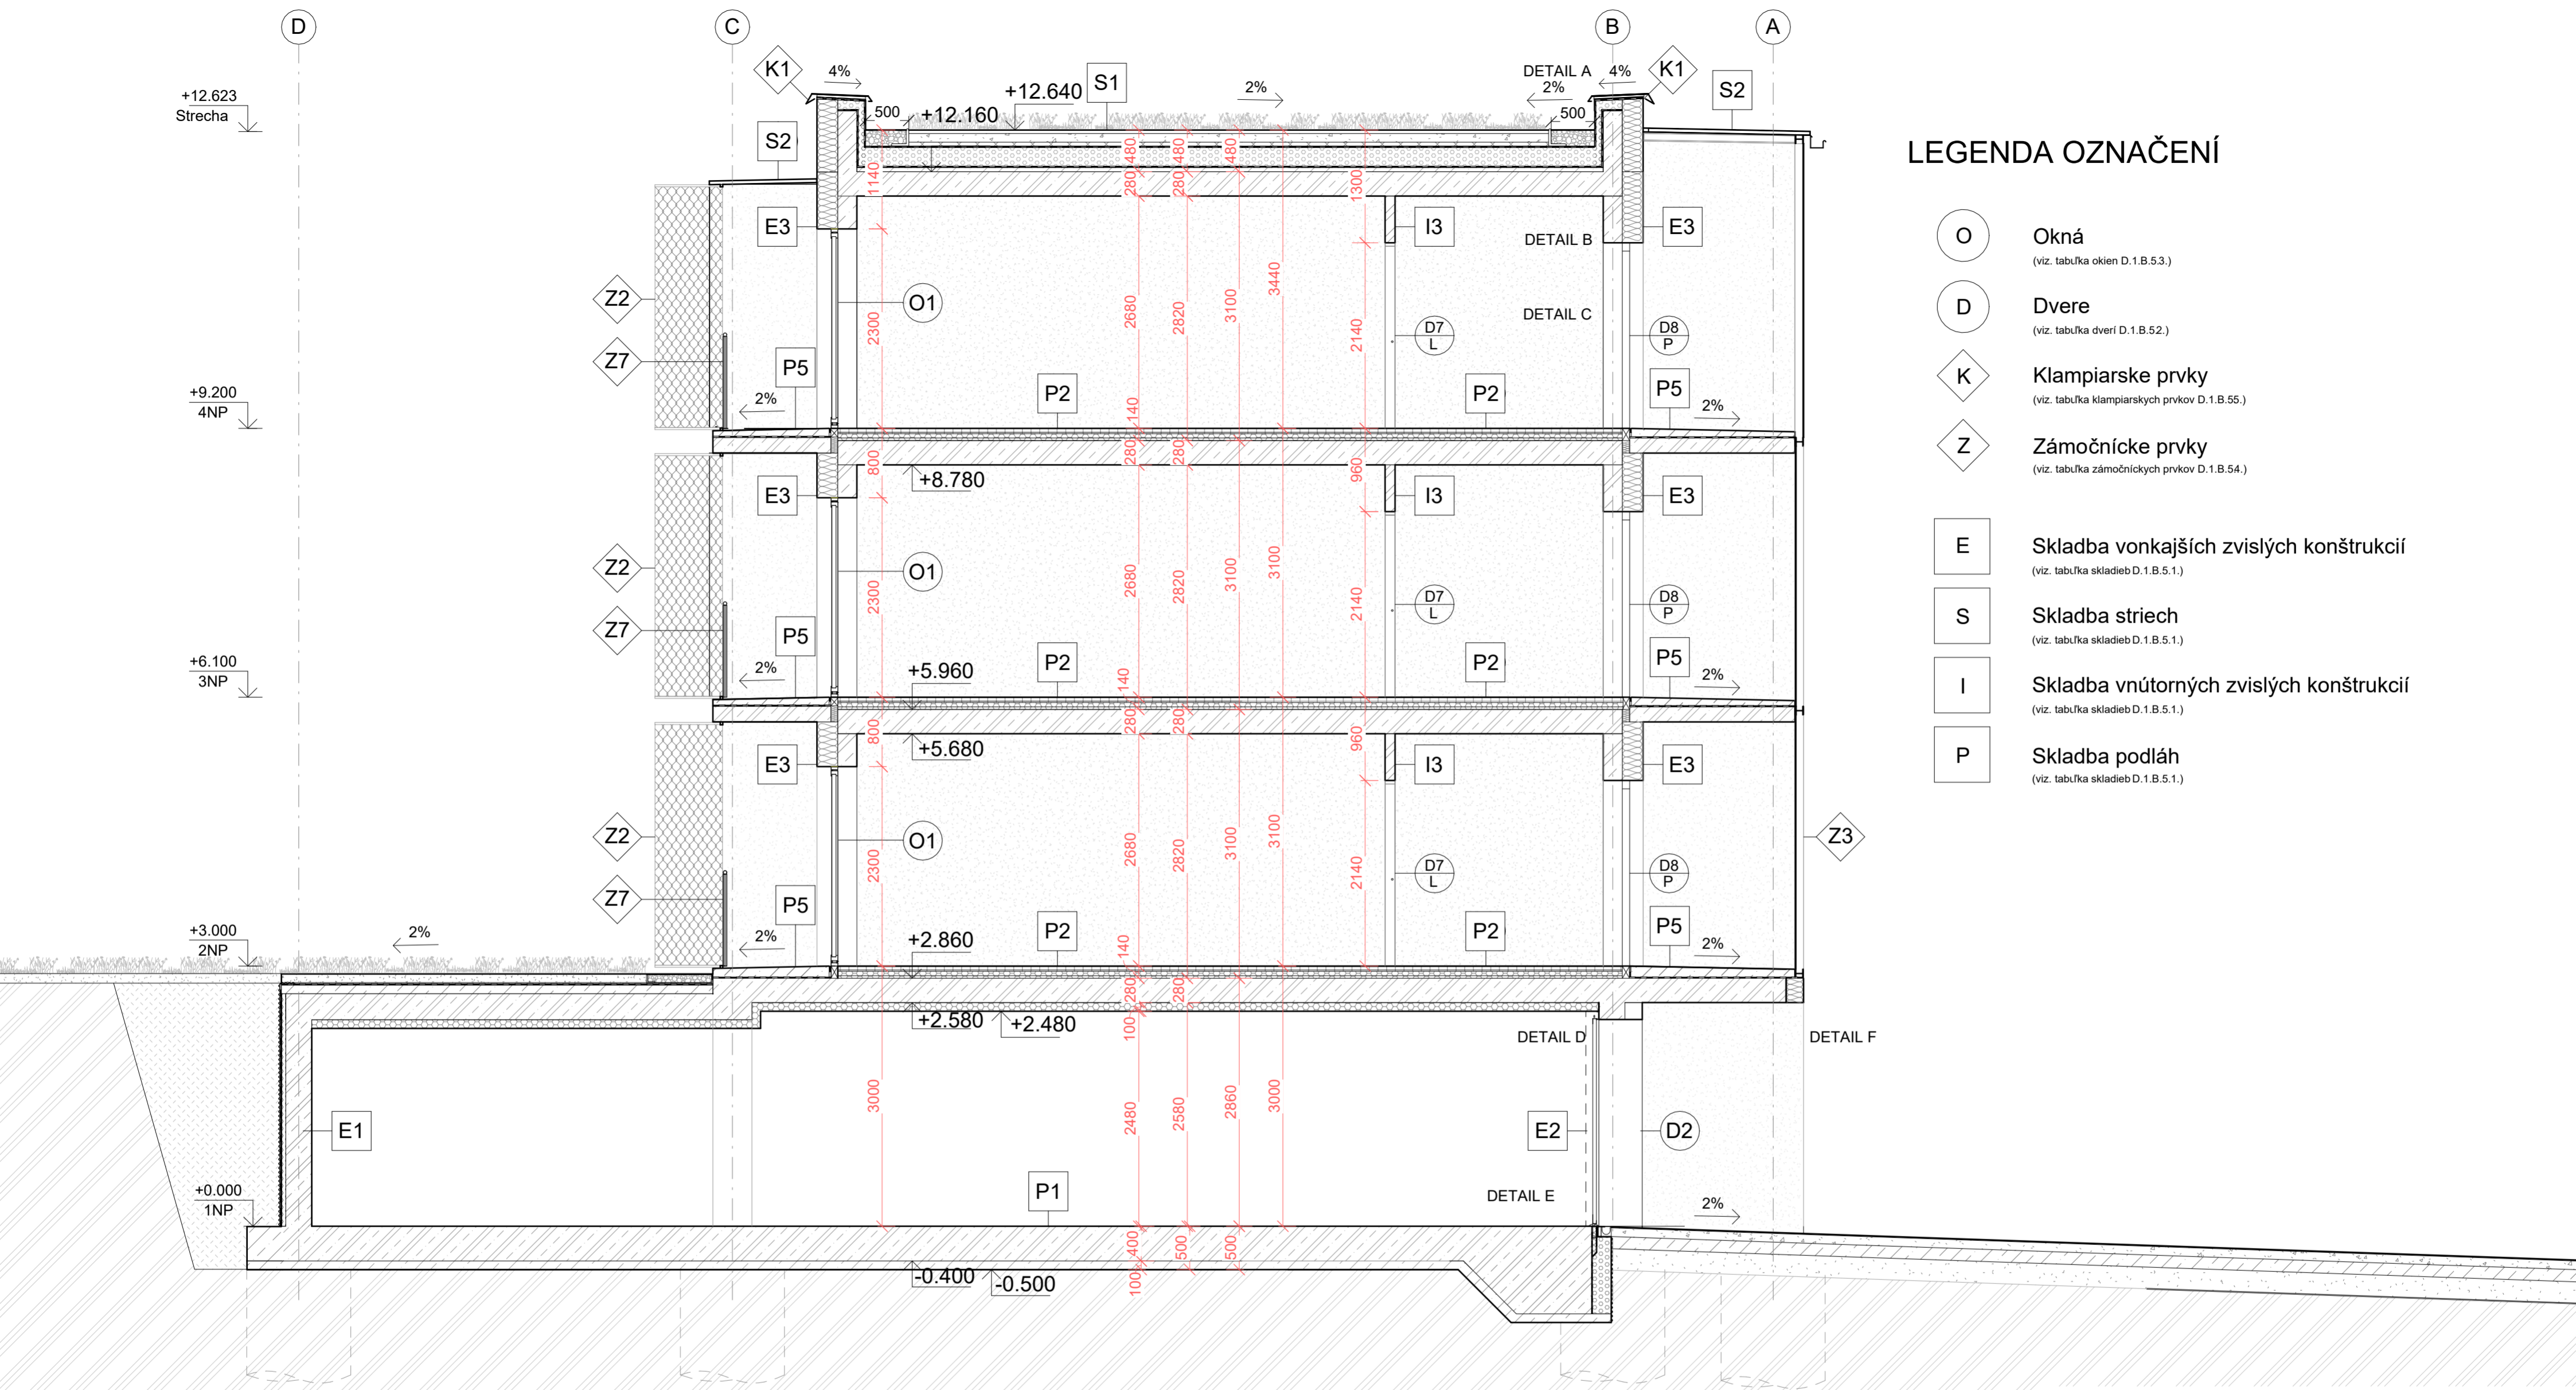 D
C
B
A
K1
4%
DETAIL A
4%
K1
+12.623
Strecha
+12.640
S1
2%
2%
S2
500
+12.160
500
S2
480
480
480
1140
280
280
1300
E3
I3
E3
DETAIL B
Z2
O1
2300
2680
2820
3100
3440
DETAIL C
2140
D7
L
D8
P
Z7
P5
P2
P2
P5
+9.200
4NP
2%
140
2%
800
280
280
960
+8.780
E3
I3
E3
Z2
O1
2300
2680
2820
3100
3100
2140
D7
L
D8
P
Z7
P5
P2
P2
P5
+6.100
3NP
2%
+5.960
140
2%
800
280
280
960
+5.680
E3
I3
E3
Z2
O1
2300
2680
2820
3100
3100
2140
D7
L
D8
P
Z3
Z7
P5
P2
P2
P5
+3.000
2NP
2%
2%
+2.860
140
2%
280
280
+2.580
+2.480
100
DETAIL D
DETAIL F
3000
2480
2580
2860
3000
E1
E2
D2
P1
DETAIL E
+0.000
1NP
2%
400
500
500
-0.400
-0.500
100
LEGENDA OZNAČENÍ
O
Okná
(viz. tabuľka okien D.1.B.5.3.)
D
Dvere
(viz. tabuľka dverí D.1.B.52.)
K
Klampiarske prvky
(viz. tabuľka klampiarskych prvkov D.1.B.55.)
Z
Zámočnícke prvky
(viz. tabuľka zámočníckych prvkov D.1.B.54.)
E
Skladba vonkajších zvislých konštrukcií
(viz. tabuľka skladieb D.1.B.5.1.)
S
Skladba striech
(viz. tabuľka skladieb D.1.B.5.1.)
I
Skladba vnútorných zvislých konštrukcií
(viz. tabuľka skladieb D.1.B.5.1.)
P
Skladba podláh
(viz. tabuľka skladieb D.1.B.5.1.)